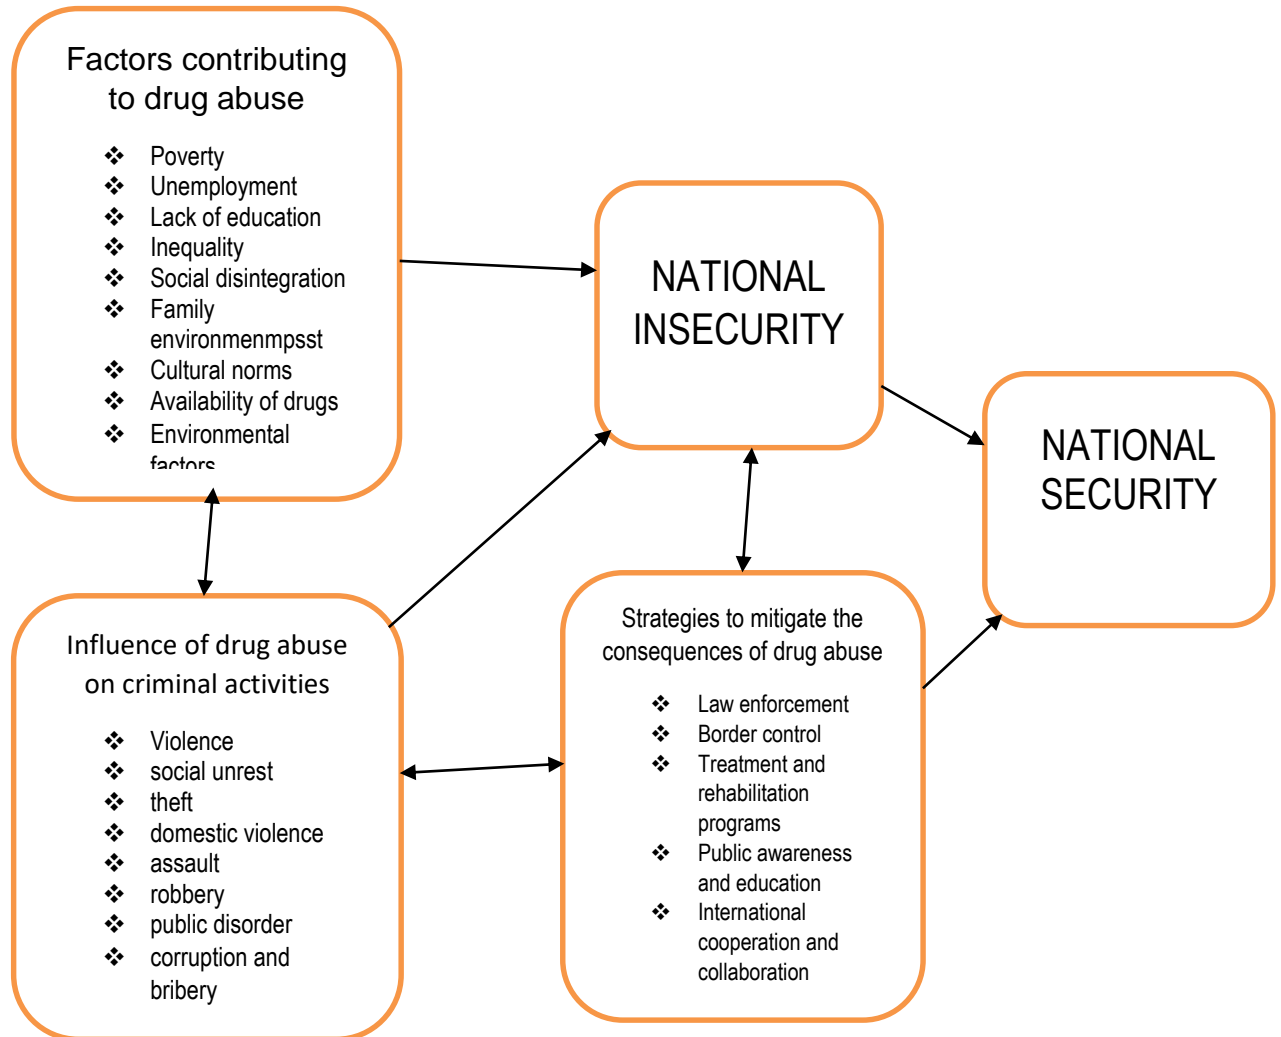 Factors contributing
to drug abuse
❖ Poverty
❖ Unemployment
❖ Lack of education
❖ Inequality
❖ Social disintegration
❖ Family
environmenmpsst
❖ Cultural norms
❖ Availability of drugs
❖ Environmental
factors
NATIONAL
INSECURITY
NATIONAL
SECURITY
Influence of drug abuse
on criminal activities
❖ Violence
❖ social unrest
❖ theft
❖ domestic violence
❖ assault
❖ robbery
❖ public disorder
❖ corruption and
bribery
Strategies to mitigate the
consequences of drug abuse
❖ Law enforcement
❖ Border control
❖ Treatment and
rehabilitation
programs
❖ Public awareness
and education
❖ International
cooperation and
collaboration